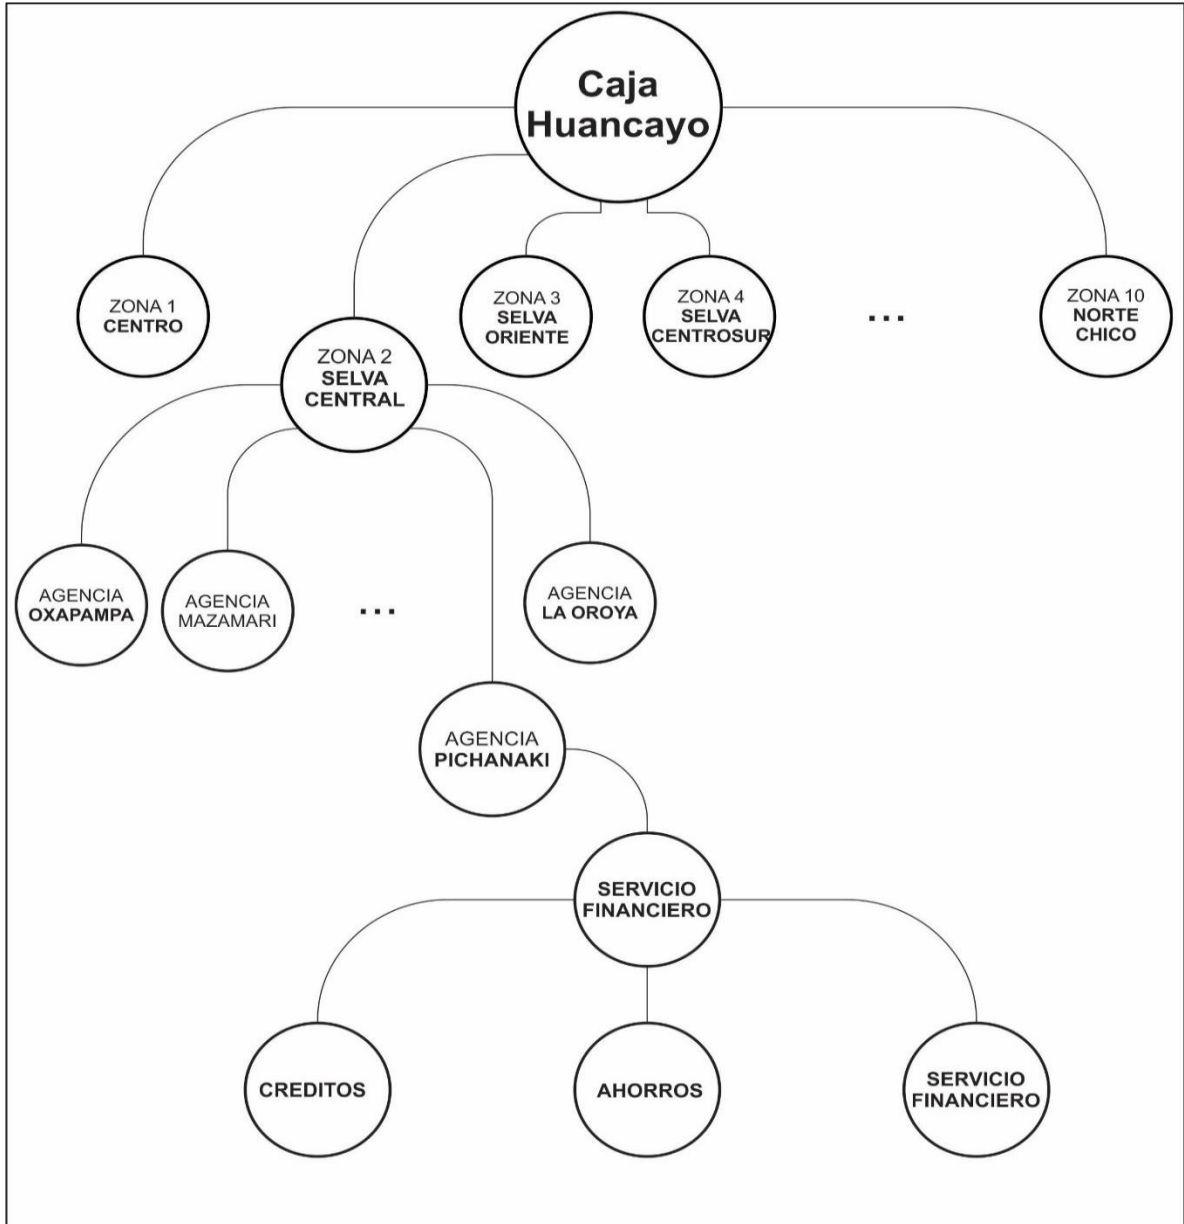 Caja
Huancayo
ZONA 1
CENTRO
ZONA 2
SELVA
CENTRAL
ZONA 3
SELVA
ORIENTE
ZONA 4
SELVA
CENTROSUR
...
ZONA 10
NORTE
CHICO
AGENCIA
OXAPAMPA
AGENCIA
MAZAMARI
...
AGENCIA
LA OROYA
AGENCIA
PICHANAKI
SERVICIO
FINANCIERO
CREDITOS
AHORROS
SERVICIO
FINANCIERO